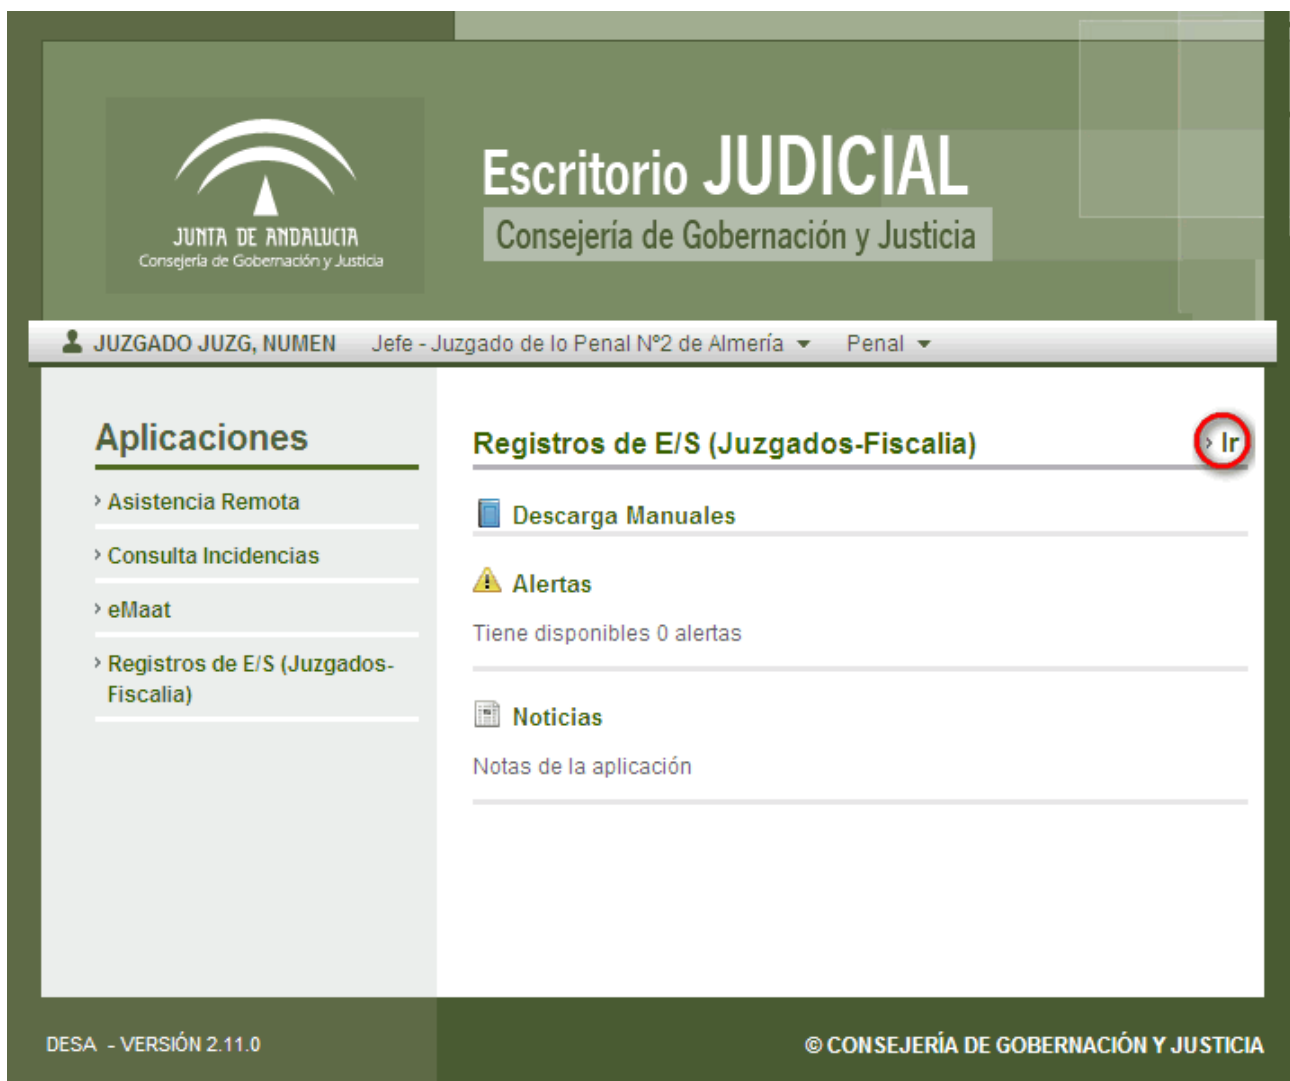 JUNTA DE ANDALUCIA
Consejería de Gobernación y Justicia
Escritorio JUDICIAL
Consejería de Gobernación y Justicia
JUZGADO JUZG, NUMEN Jefe - Juzgado de lo Penal Nº2 de Almería Penal
Aplicaciones
› Asistencia Remota
› Consulta Incidencias
› eMaat
› Registros de E/S (Juzgados-
Fiscalia)
Registros de E/S (Juzgados-Fiscalia) › Ir
Descarga Manuales
Alertas
Tiene disponibles 0 alertas
Noticias
Notas de la aplicación
DESA - VERSIÓN 2.11.0
© CONSEJERÍA DE GOBERNACIÓN Y JUSTICIA